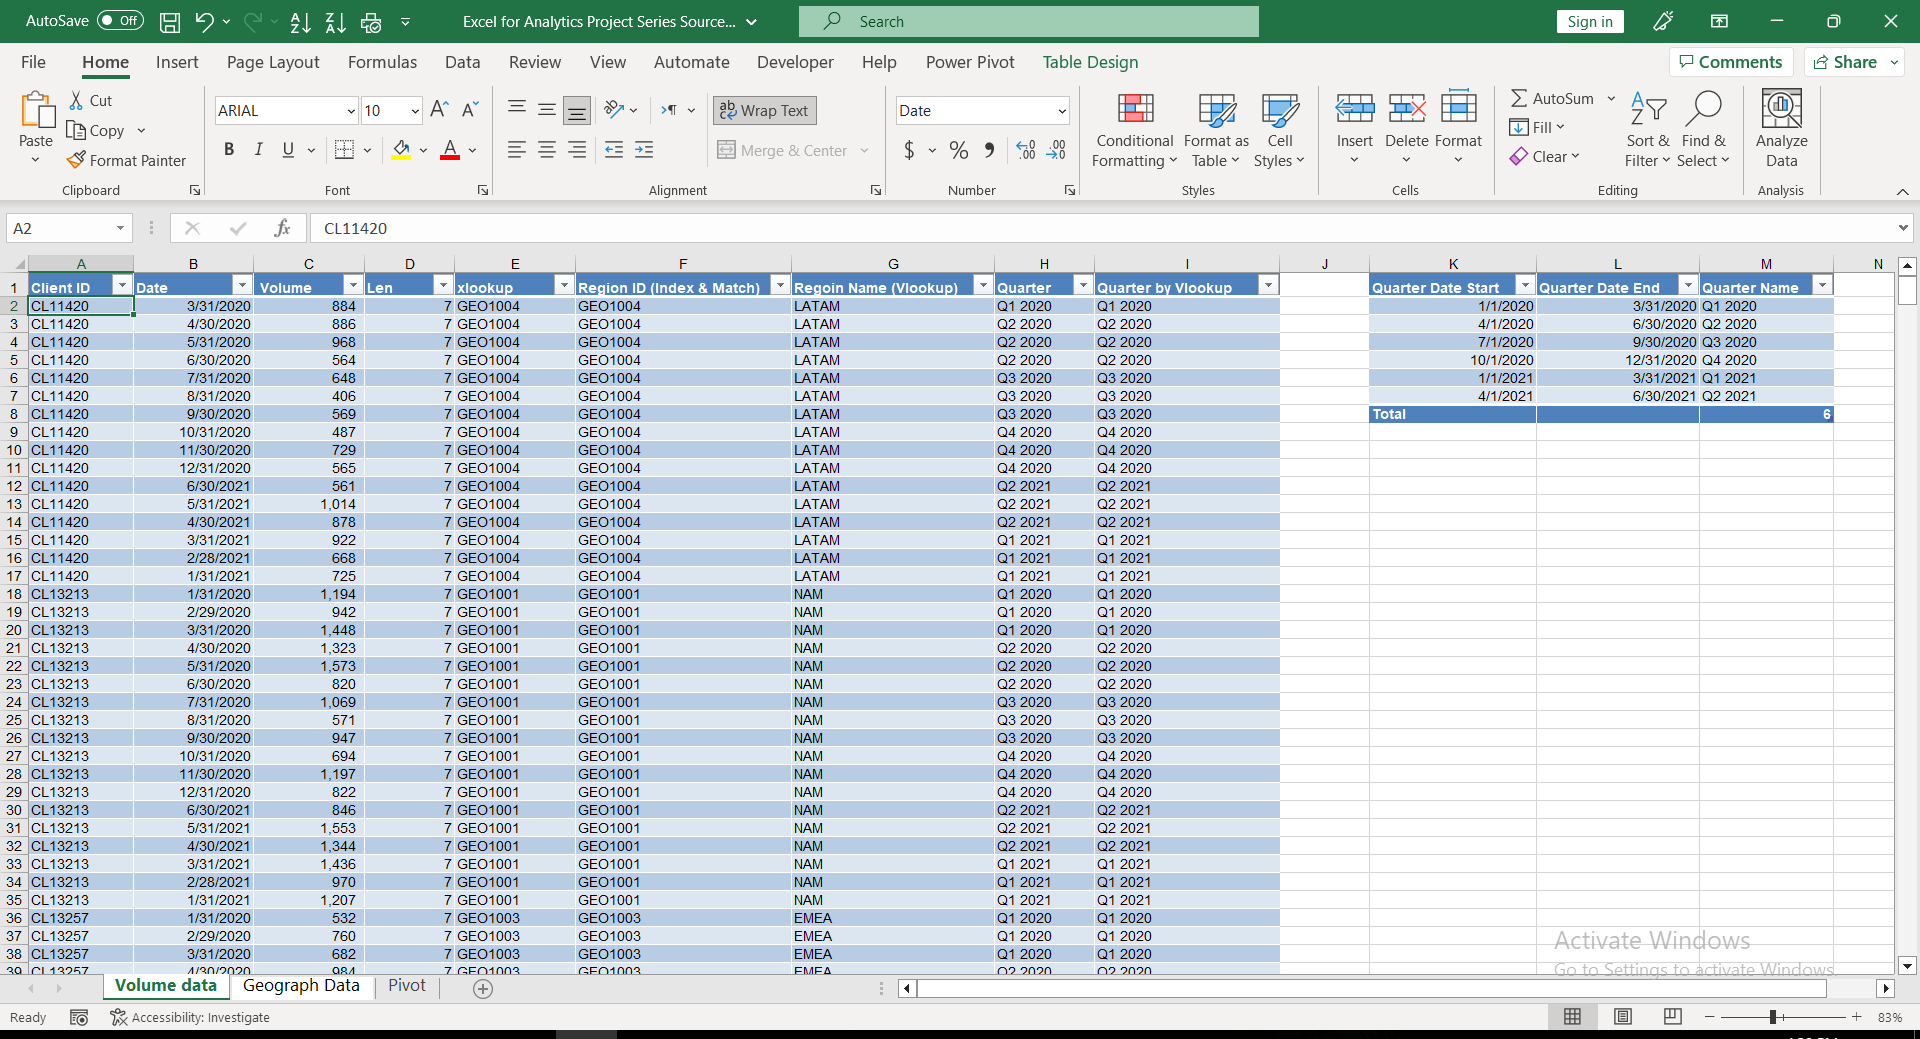 AutoSave Off Excel for Analytics Project Series Source... Search Sign in
File Home Insert Page Layout Formulas Data Review View Automate Developer Help Power Pivot Table Design Comments Share
Paste Cut Copy Format Painter
Clipboard
ARIAL 10
B I U A
Font
ab Wrap Text
Merge & Center
Alignment
Date
$ % 9
Number
Conditional Formatting Format as Table Cell Styles
Styles
Insert Delete Format
Cells
AutoSum Fill Clear Sort & Filter Find & Select
Editing
Analyze Data
Analysis
A2 fx CL11420
A B C D E F G H I J K L M N
1 Client ID Date Volume Len xlookup Region ID (Index & Match) Regoin Name (Vlookup) Quarter Quarter by Vlookup Quarter Date Start Quarter Date End Quarter Name
2 CL11420 3/31/2020 884 7 GEO1004 GEO1004 LATAM Q1 2020 Q1 2020 1/1/2020 3/31/2020 Q1 2020
3 CL11420 4/30/2020 886 7 GEO1004 GEO1004 LATAM Q2 2020 Q2 2020 4/1/2020 6/30/2020 Q2 2020
4 CL11420 5/31/2020 968 7 GEO1004 GEO1004 LATAM Q2 2020 Q2 2020 7/1/2020 9/30/2020 Q3 2020
5 CL11420 6/30/2020 564 7 GEO1004 GEO1004 LATAM Q2 2020 Q2 2020 10/1/2020 12/31/2020 Q4 2020
6 CL11420 7/31/2020 648 7 GEO1004 GEO1004 LATAM Q3 2020 Q3 2020 1/1/2021 3/31/2021 Q1 2021
7 CL11420 8/31/2020 406 7 GEO1004 GEO1004 LATAM Q3 2020 Q3 2020 4/1/2021 6/30/2021 Q2 2021
8 CL11420 9/30/2020 569 7 GEO1004 GEO1004 LATAM Q3 2020 Q3 2020 Total 6
9 CL11420 10/31/2020 487 7 GEO1004 GEO1004 LATAM Q4 2020 Q4 2020
10 CL11420 11/30/2020 729 7 GEO1004 GEO1004 LATAM Q4 2020 Q4 2020
11 CL11420 12/31/2020 565 7 GEO1004 GEO1004 LATAM Q4 2020 Q4 2020
12 CL11420 6/30/2021 561 7 GEO1004 GEO1004 LATAM Q2 2021 Q2 2021
13 CL11420 5/31/2021 1,014 7 GEO1004 GEO1004 LATAM Q2 2021 Q2 2021
14 CL11420 4/30/2021 878 7 GEO1004 GEO1004 LATAM Q2 2021 Q2 2021
15 CL11420 3/31/2021 922 7 GEO1004 GEO1004 LATAM Q1 2021 Q1 2021
16 CL11420 2/28/2021 668 7 GEO1004 GEO1004 LATAM Q1 2021 Q1 2021
17 CL11420 1/31/2021 725 7 GEO1004 GEO1004 LATAM Q1 2021 Q1 2021
18 CL13213 1/31/2020 1,194 7 GEO1001 GEO1001 NAM Q1 2020 Q1 2020
19 CL13213 2/29/2020 942 7 GEO1001 GEO1001 NAM Q1 2020 Q1 2020
20 CL13213 3/31/2020 1,448 7 GEO1001 GEO1001 NAM Q1 2020 Q1 2020
21 CL13213 4/30/2020 1,323 7 GEO1001 GEO1001 NAM Q2 2020 Q2 2020
22 CL13213 5/31/2020 1,573 7 GEO1001 GEO1001 NAM Q2 2020 Q2 2020
23 CL13213 6/30/2020 820 7 GEO1001 GEO1001 NAM Q2 2020 Q2 2020
24 CL13213 7/31/2020 1,069 7 GEO1001 GEO1001 NAM Q3 2020 Q3 2020
25 CL13213 8/31/2020 571 7 GEO1001 GEO1001 NAM Q3 2020 Q3 2020
26 CL13213 9/30/2020 947 7 GEO1001 GEO1001 NAM Q3 2020 Q3 2020
27 CL13213 10/31/2020 694 7 GEO1001 GEO1001 NAM Q4 2020 Q4 2020
28 CL13213 11/30/2020 1,197 7 GEO1001 GEO1001 NAM Q4 2020 Q4 2020
29 CL13213 12/31/2020 822 7 GEO1001 GEO1001 NAM Q4 2020 Q4 2020
30 CL13213 6/30/2021 846 7 GEO1001 GEO1001 NAM Q2 2021 Q2 2021
31 CL13213 5/31/2021 1,553 7 GEO1001 GEO1001 NAM Q2 2021 Q2 2021
32 CL13213 4/30/2021 1,344 7 GEO1001 GEO1001 NAM Q2 2021 Q2 2021
33 CL13213 3/31/2021 1,436 7 GEO1001 GEO1001 NAM Q1 2021 Q1 2021
34 CL13213 2/28/2021 970 7 GEO1001 GEO1001 NAM Q1 2021 Q1 2021
35 CL13213 1/31/2021 1,207 7 GEO1001 GEO1001 NAM Q1 2021 Q1 2021
36 CL13257 1/31/2020 532 7 GEO1003 GEO1003 EMEA Q1 2020 Q1 2020
37 CL13257 2/29/2020 760 7 GEO1003 GEO1003 EMEA Q1 2020 Q1 2020
38 CL13257 3/31/2020 682 7 GEO1003 GEO1003 EMEA Q1 2020 Q1 2020
39 CL13257 4/30/2020 984 7 GEO1003 GEO1003 EMEA Q2 2020 Q2 2020
Activate Windows
Go to Settings to activate Windows.
Volume data Geograph Data Pivot
Ready Accessibility: Investigate 83%